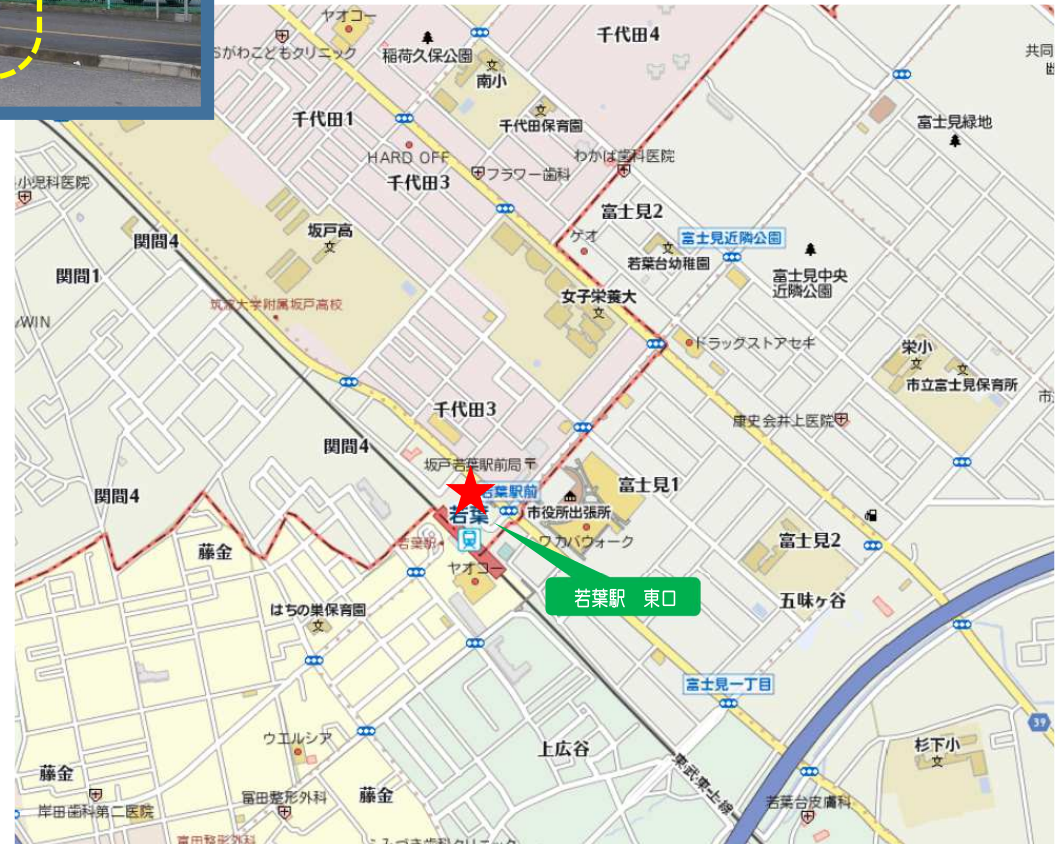 ヤオコー
千代田4
稲荷久保公園
がわこどもクリニック
南小
共同
富士見緑地
千代田1
千代田保育園
HARD OFF
わかば歯科医院
フラワー歯科
千代田3
小児科医院
富士見2
坂戸高
ゲオ
富士見近隣公園
関間4
若葉台幼稚園
関間1
富士見中央
近隣公園
女子栄養大
筑波大学附属坂戸高校
WIN
ドラッグストアセキ
栄小
市立富士見保育所
千代田3
康史会井上医院
関間4
坂戸若葉駅前局
富士見1
若葉駅前
関間4
若葉
市役所出張所
ワカバウォーク
若葉駅
富士見2
藤金
ヤオコー
若葉駅 東口
五味ヶ谷
はちの巣保育園
富士見一丁目
39
ウエルシア
上広谷
杉下小
東武東上線
藤金
富田整形外科
藤金
岸田歯科第二医院
若葉台皮膚科
富田整形外科